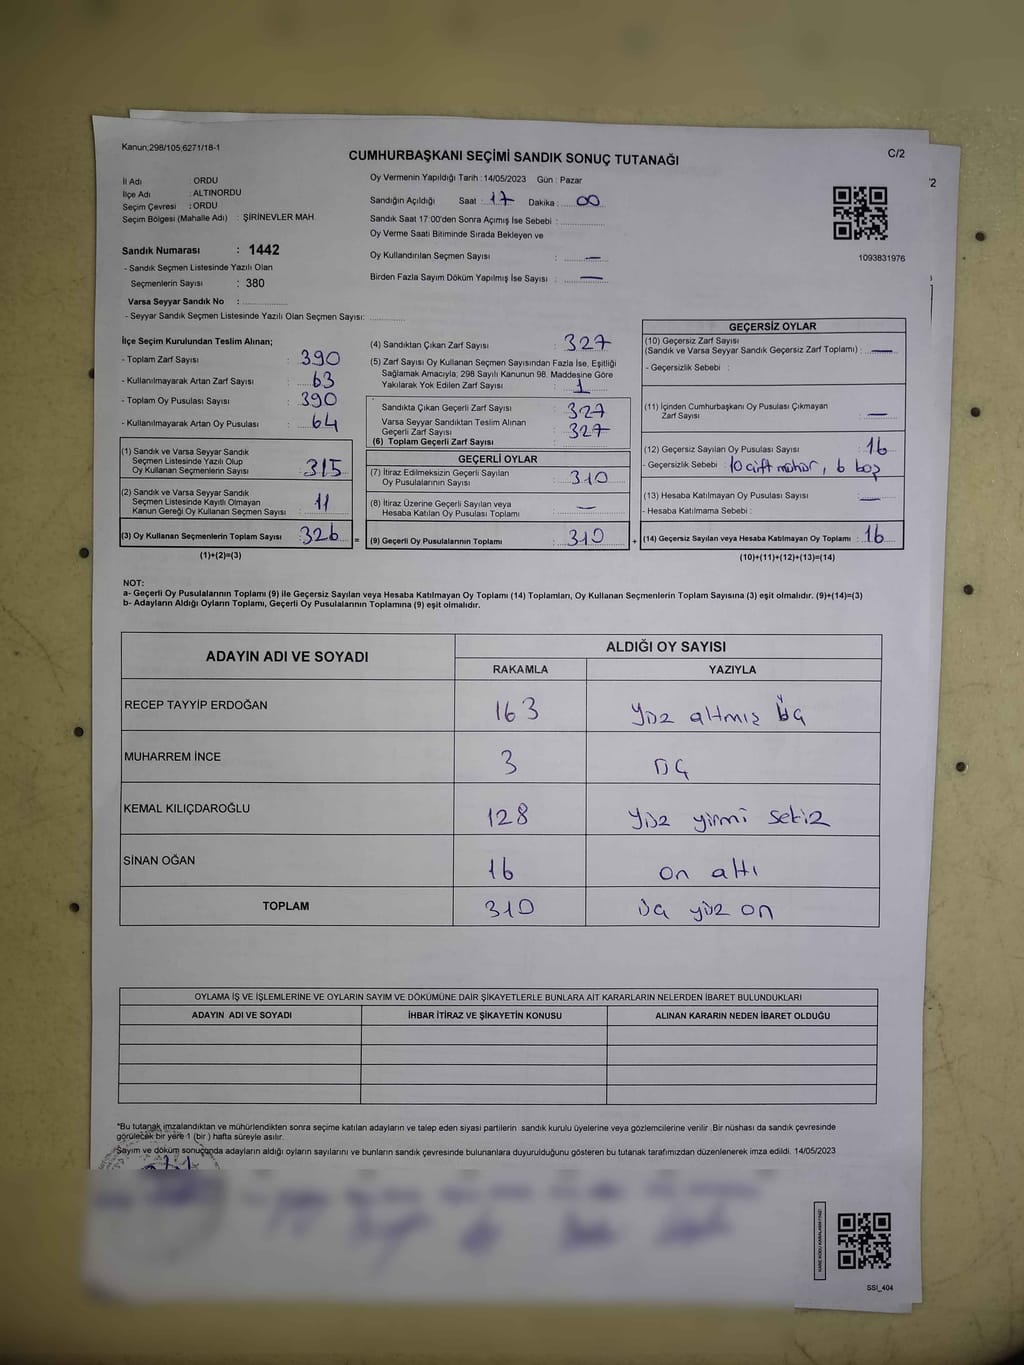 Kanun;298/105;6271/18-1
CUMHURBAŞKANI SEÇİMİ SANDIK SONUÇ TUTANAĞI
C/2
İl Adı : ORDU
İlçe Adı : ALTINORDU
Seçim Çevresi : ORDU
Seçim Bölgesi (Mahalle Adı) : ŞİRİNEVLER MAH.
Sandık Numarası : 1442
- Sandık Seçmen Listesinde Yazılı Olan
Seçmenlerin Sayısı : 380
Varsa Seyyar Sandık No :
- Seyyar Sandık Seçmen Listesinde Yazılı Olan Seçmen Sayısı:
Oy Vermenin Yapıldığı Tarih : 14/05/2023 Gün : Pazar
Sandığın Açıldığı Saat : 17 Dakika : 00
Sandık Saat 17:00'den Sonra Açımış İse Sebebi :
Oy Verme Saati Bitiminde Sırada Bekleyen ve
Oy Kullandırılan Seçmen Sayısı : —
Birden Fazla Sayım Döküm Yapılmış İse Sayısı : —
1093831976
'2
İlçe Seçim Kurulundan Teslim Alınan;
- Toplam Zarf Sayısı : 390
- Kullanılmayarak Artan Zarf Sayısı : 63
- Toplam Oy Pusulası Sayısı : 390
- Kullanılmayarak Artan Oy Pusulası : 64
(1) Sandık ve Varsa Seyyar Sandık
Seçmen Listesinde Yazılı Olup
Oy Kullanan Seçmenlerin Sayısı : 315
(2) Sandık ve Varsa Seyyar Sandık
Seçmen Listesinde Kayıtlı Olmayan
Kanun Gereği Oy Kullanan Seçmen Sayısı : 11
(3) Oy Kullanan Seçmenlerin Toplam Sayısı : 326 =
(1)+(2)=(3)
(4) Sandıktan Çıkan Zarf Sayısı : 327
(5) Zarf Sayısı Oy Kullanan Seçmen Sayısından Fazla İse, Eşitliği
Sağlamak Amacıyla; 298 Sayılı Kanunun 98. Maddesine Göre
Yakılarak Yok Edilen Zarf Sayısı : 1
Sandıkta Çıkan Geçerli Zarf Sayısı : 327
Varsa Seyyar Sandıktan Teslim Alınan
Geçerli Zarf Sayısı : 327
(6) Toplam Geçerli Zarf Sayısı :
GEÇERLİ OYLAR
(7) İtiraz Edilmeksizin Geçerli Sayılan
Oy Pusulalarının Sayısı : 310
(8) İtiraz Üzerine Geçerli Sayılan veya
Hesaba Katılan Oy Pusulası Toplamı : —
(9) Geçerli Oy Pusulalarının Toplamı : 310 +
GEÇERSİZ OYLAR
(10) Geçersiz Zarf Sayısı
(Sandık ve Varsa Seyyar Sandık Geçersiz Zarf Toplamı) : —
- Geçersizlik Sebebi :
(11) İçinden Cumhurbaşkanı Oy Pusulası Çıkmayan
Zarf Sayısı : —
(12) Geçersiz Sayılan Oy Pusulası Sayısı : 16
- Geçersizlik Sebebi : 10 çift mühür, 6 boş
(13) Hesaba Katılmayan Oy Pusulası Sayısı : —
- Hesaba Katılmama Sebebi :
(14) Geçersiz Sayılan veya Hesaba Katılmayan Oy Toplamı : 16
(10)+(11)+(12)+(13)=(14)
NOT:
a- Geçerli Oy Pusulalarının Toplamı (9) ile Geçersiz Sayılan veya Hesaba Katılmayan Oy Toplamı (14) Toplamları, Oy Kullanan Seçmenlerin Toplam Sayısına (3) eşit olmalıdır. (9)+(14)=(3)
b- Adayların Aldığı Oyların Toplamı, Geçerli Oy Pusulalarının Toplamına (9) eşit olmalıdır.
ADAYIN ADI VE SOYADI ALDIĞI OY SAYISI
RAKAMLA YAZIYLA
RECEP TAYYİP ERDOĞAN 163 Yüz altmış üç
MUHARREM İNCE 3 üç
KEMAL KILIÇDAROĞLU 128 Yüz yirmi sekiz
SİNAN OĞAN 16 on altı
TOPLAM 310 üç yüz on
OYLAMA İŞ VE İŞLEMLERİNE VE OYLARIN SAYIM VE DÖKÜMÜNE DAİR ŞİKAYETLERLE BUNLARA AİT KARARLARIN NELERDEN İBARET BULUNDUKLARI
ADAYIN ADI VE SOYADI İHBAR İTİRAZ VE ŞİKAYETİN KONUSU ALINAN KARARIN NEDEN İBARET OLDUĞU
*Bu tutanak imzalandıktan ve mühürlendikten sonra seçime katılan adayların ve talep eden siyasi partilerin sandık kurulu üyelerine veya gözlemcilerine verilir .Bir nüshası da sandık çevresinde
görülecek bir yere 1 (bir ) hafta süreyle asılır.
*Sayım ve döküm sonuçunda adayların aldığı oyların sayılarını ve bunların sandık çevresinde bulunanlara duyurulduğunu gösteren bu tutanak tarafımızdan düzenlenerek imza edildi. 14/05/2023
SSI_404